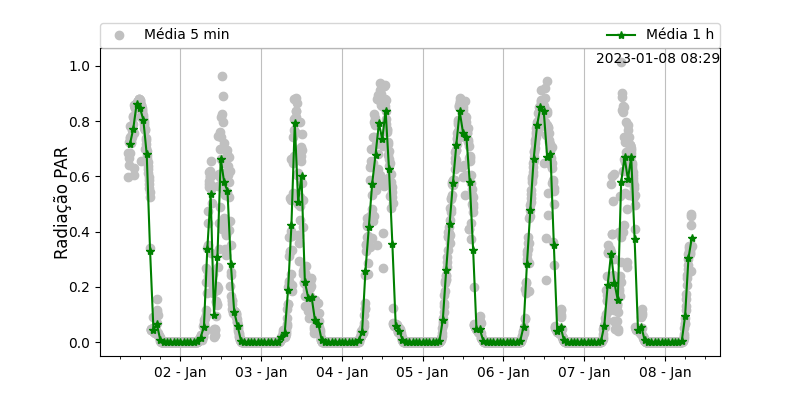 Média 5 min
Média 1 h
2023-01-08 08:29
1.0
0.8
0.6
0.4
0.2
0.0
Radiação PAR
02 - Jan
03 - Jan
04 - Jan
05 - Jan
06 - Jan
07 - Jan
08 - Jan